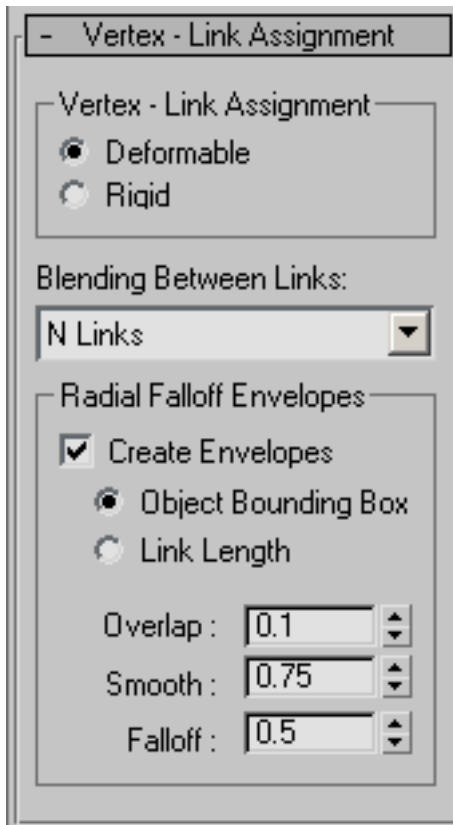 - Vertex - Link Assignment
Vertex - Link Assignment
Deformable
Rigid
Blending Between Links:
N Links
Radial Falloff Envelopes
Create Envelopes
Object Bounding Box
Link Length
Overlap : 0.1
Smooth : 0.75
Falloff : 0.5